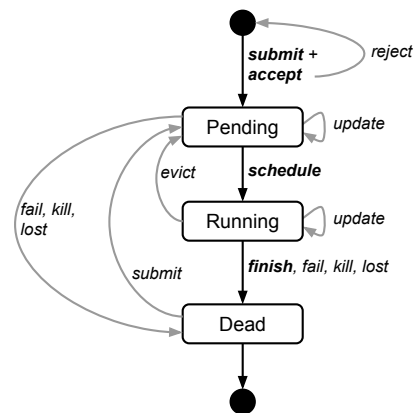 submit +
accept
reject
Pending
update
evict
schedule
fail, kill,
lost
Running
update
submit
finish, fail, kill, lost
Dead